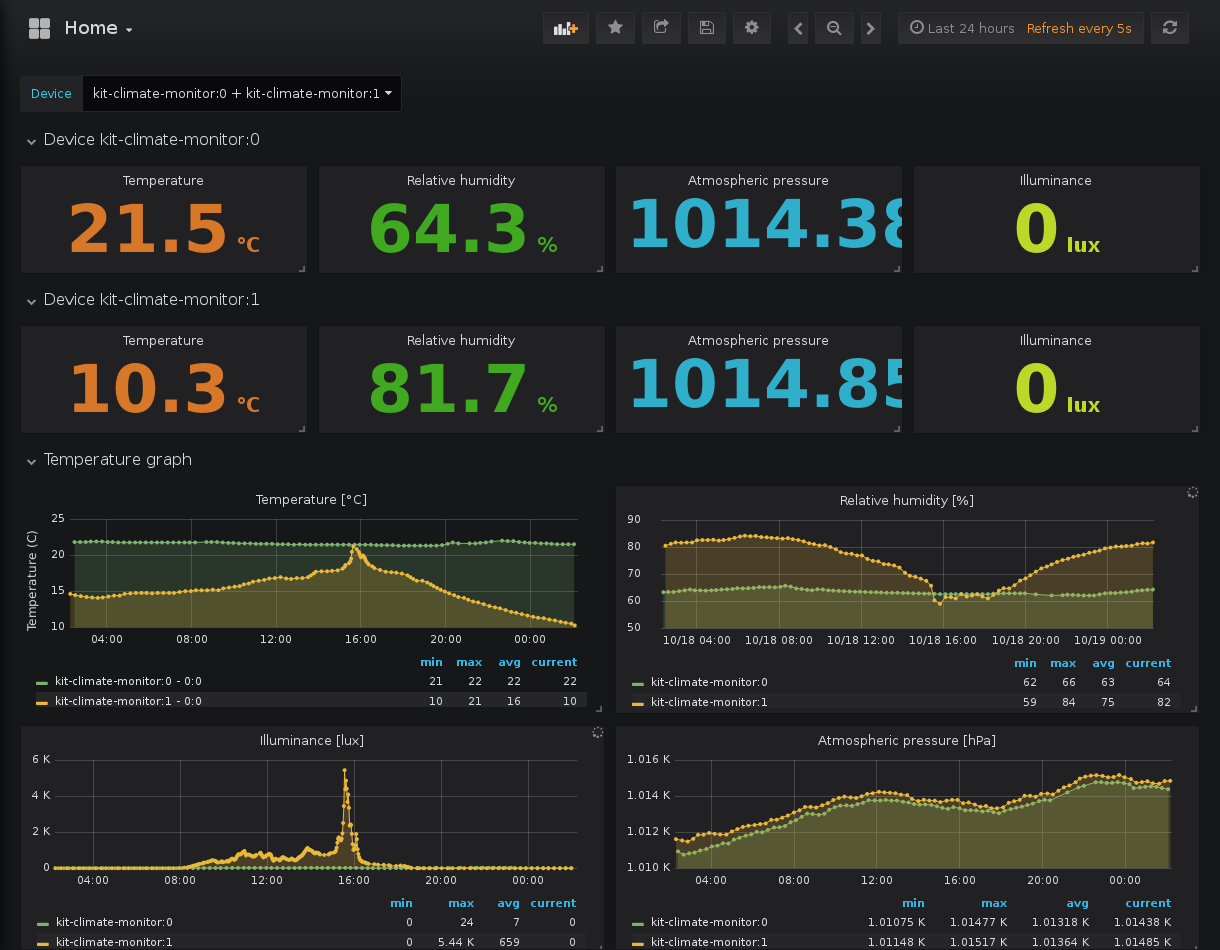 Home
Last 24 hours Refresh every 5s
Device kit-climate-monitor:0 + kit-climate-monitor:1
Device kit-climate-monitor:0
Temperature Relative humidity Atmospheric pressure Illuminance
21.5 °C 64.3 % 1014.38 0 lux
Device kit-climate-monitor:1
Temperature Relative humidity Atmospheric pressure Illuminance
10.3 °C 81.7 % 1014.85 0 lux
Temperature graph
Temperature [°C]
Temperature (C)
25
20
15
10
04:00 08:00 12:00 16:00 20:00 00:00
min max avg current
kit-climate-monitor:0 - 0:0 21 22 22 22
kit-climate-monitor:1 - 0:0 10 21 16 10
Relative humidity [%]
90
80
70
60
50
10/18 04:00 10/18 08:00 10/18 12:00 10/18 16:00 10/18 20:00 10/19 00:00
min max avg current
kit-climate-monitor:0 62 66 63 64
kit-climate-monitor:1 59 84 75 82
Illuminance [lux]
6 K
4 K
2 K
0
04:00 08:00 12:00 16:00 20:00 00:00
min max avg current
kit-climate-monitor:0 0 24 7 0
kit-climate-monitor:1 0 5.44 K 659 0
Atmospheric pressure [hPa]
1.016 K
1.014 K
1.012 K
1.010 K
04:00 08:00 12:00 16:00 20:00 00:00
min max avg current
kit-climate-monitor:0 1.01075 K 1.01477 K 1.01318 K 1.01438 K
kit-climate-monitor:1 1.01148 K 1.01517 K 1.01364 K 1.01485 K